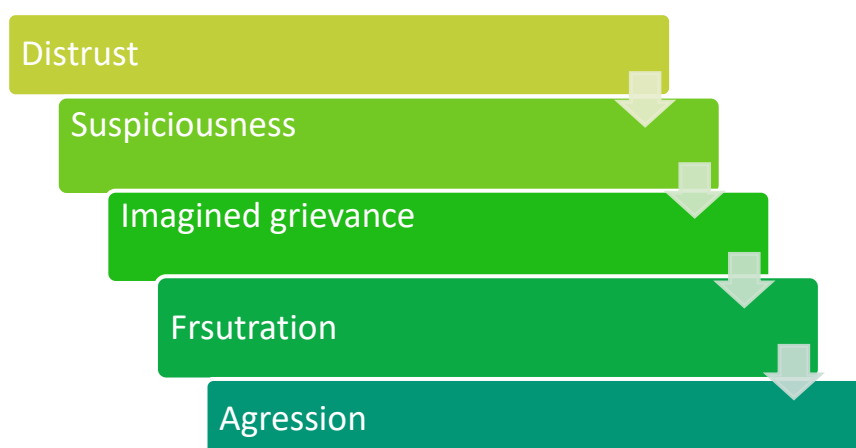 Distrust
Suspiciousness
Imagined grievance
Frsutration
Agression